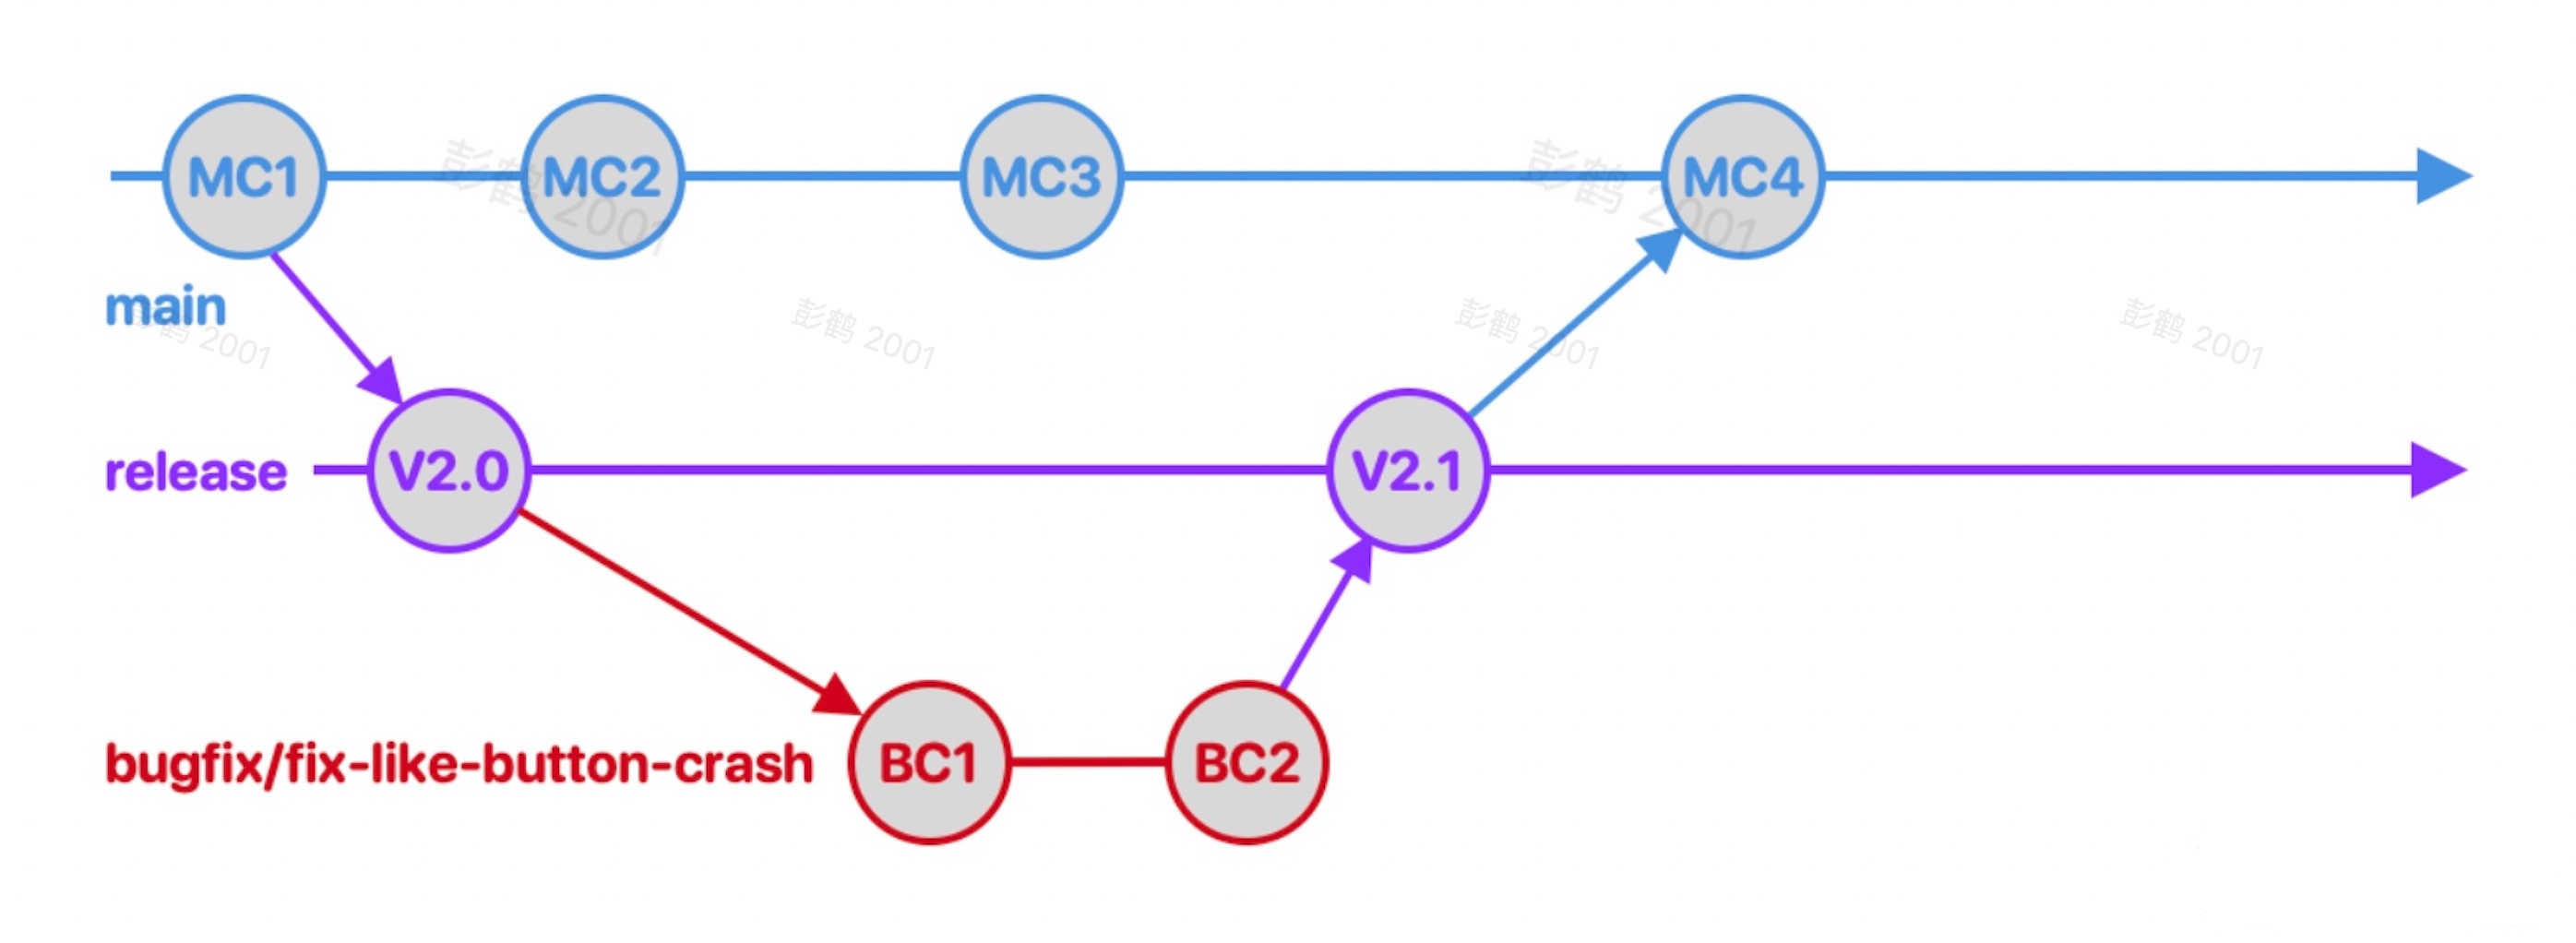 MC1 MC2 MC3 MC4
彭鹤 2001 彭鹤 2001
main
彭鹤 2001 彭鹤 2001 彭鹤 2001 彭鹤 2001
release V2.0 V2.1
bugfix/fix-like-button-crash BC1 BC2